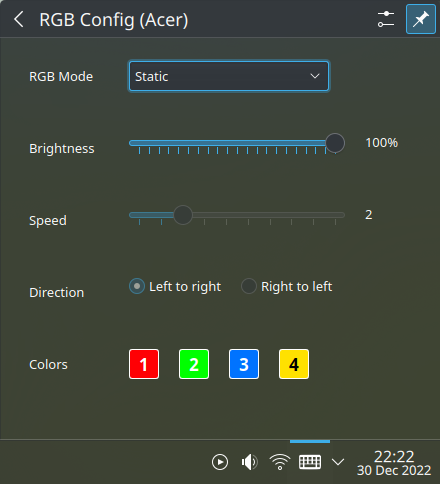 RGB Config (Acer)
RGB Mode Static
Brightness 100%
Speed 2
Direction Left to right Right to left
Colors 1 2 3 4
22:22
30 Dec 2022